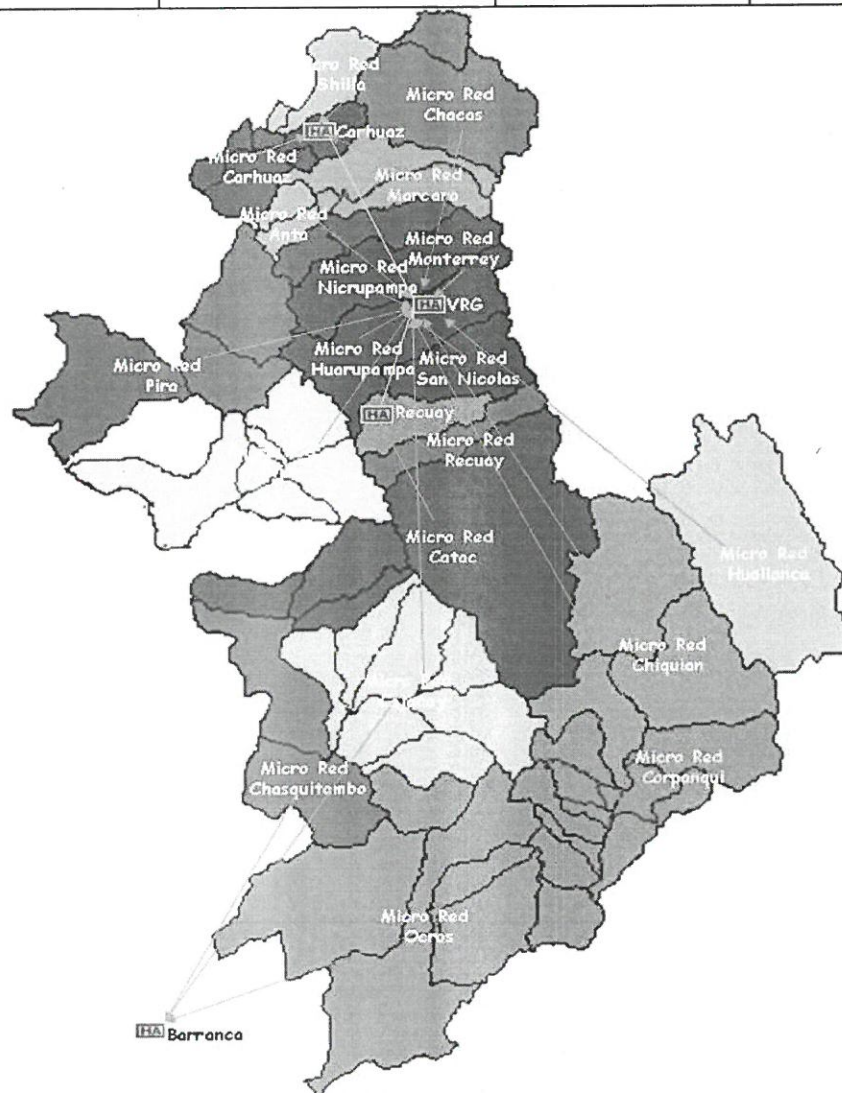 cro Red
Shilla
Micro Red
Chacas
HA Carhuaz
Micro Red
Carhuaz
Micro Red
Marcara
Micro Red
Anta
Micro Red
Monterrey
Micro Red
Nicrupampa
HA VRG
Micro Red
Huarupampa
Micro Red
San Nicolas
Micro Red
Pira
HA Recuay
Micro Red
Recuay
Micro Red
Catac
Micro Red
Huallanca
Micro Red
Chiquian
Micro Red
Corpanqui
Micro Red
Chasquitambo
Micro Red
Ocros
HA Barranca